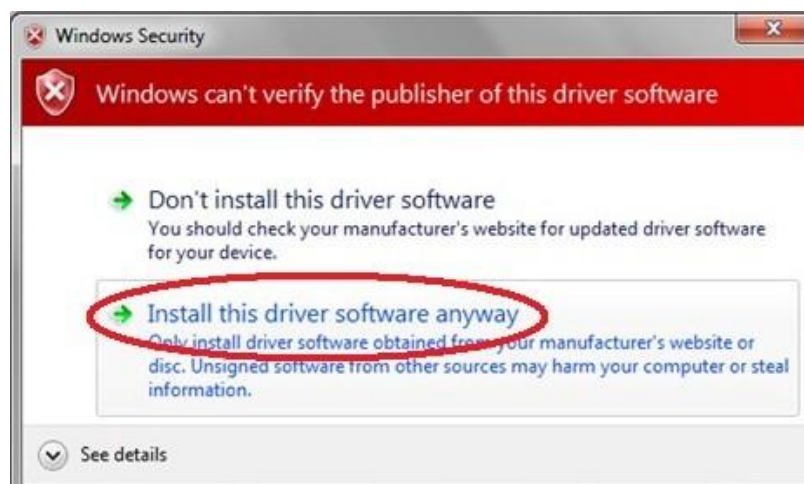 Windows Security
Windows can't verify the publisher of this driver software
Don't install this driver software
You should check your manufacturer's website for updated driver software
for your device.
Install this driver software anyway
Only install driver software obtained from your manufacturer's website or
disc. Unsigned software from other sources may harm your computer or steal
information.
See details